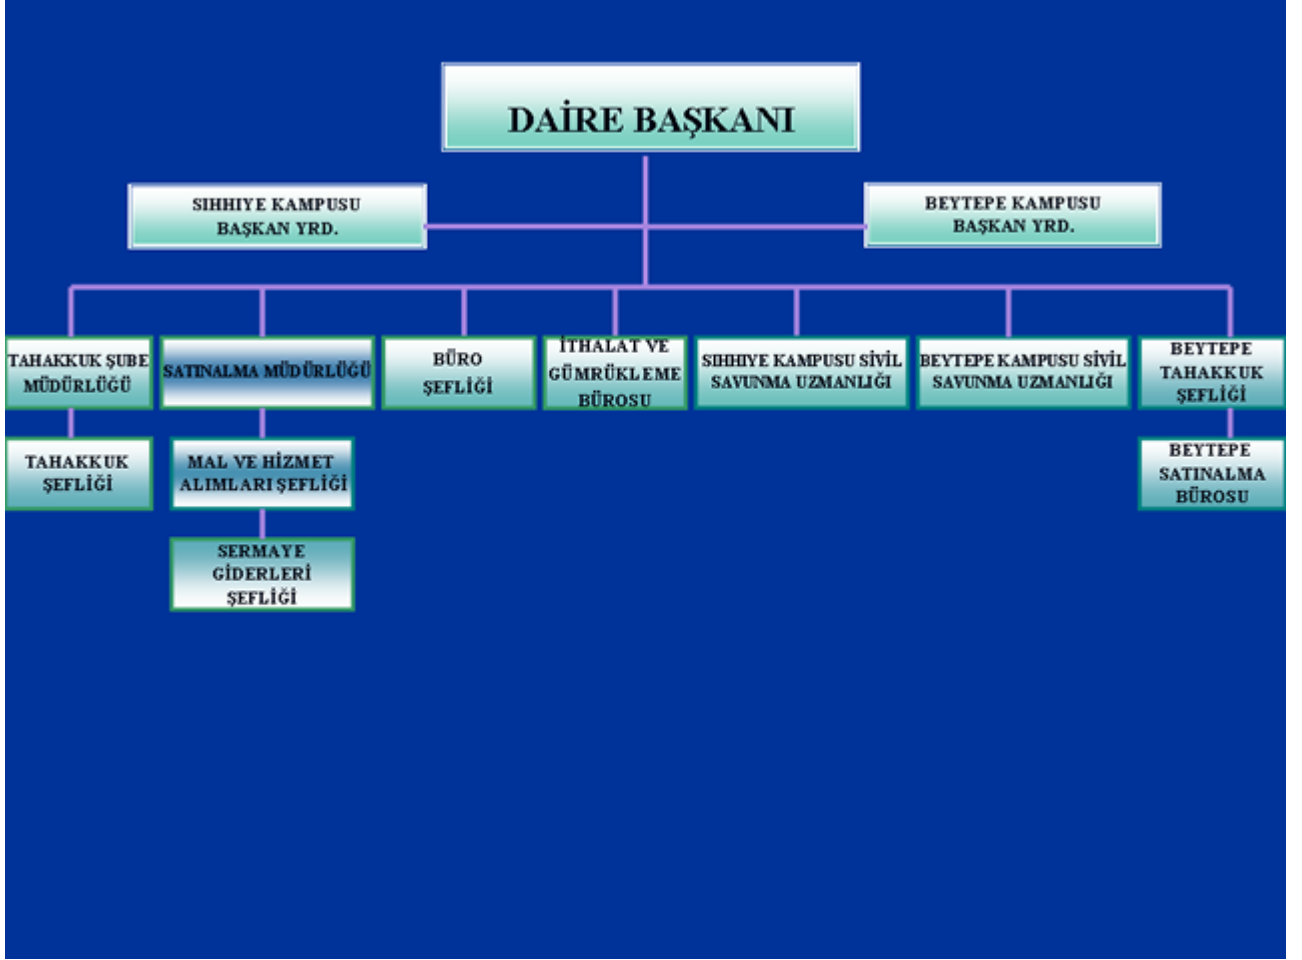 DAİRE BAŞKANI
SIHHIYE KAMPUSU
BAŞKAN YRD.
BEYTEPE KAMPUSU
BAŞKAN YRD.
TAHAKKUK ŞUBE
MÜDÜRLÜĞÜ
SATINALMA MÜDÜRLÜĞÜ
BÜRO
ŞEFLİĞİ
İTHALAT VE
GÜMRÜKLEME
BÜROSU
SIHHIYE KAMPUSU SİVİL
SAVUNMA UZMANLIĞI
BEYTEPE KAMPUSU SİVİL
SAVUNMA UZMANLIĞI
BEYTEPE
TAHAKKUK
ŞEFLİĞİ
TAHAKKUK
ŞEFLİĞİ
MAL VE HİZMET
ALIMLARI ŞEFLİĞİ
BEYTEPE
SATINALMA
BÜROSU
SERMAYE
GİDERLERİ
ŞEFLİĞİ